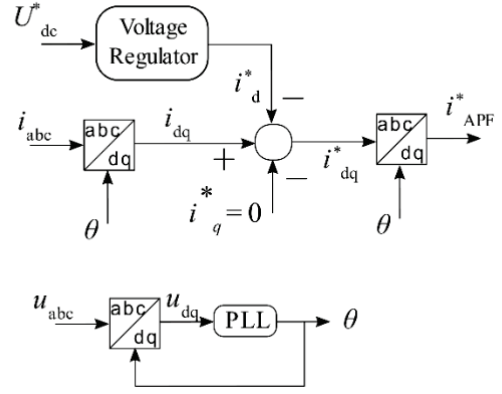 U*dc
Voltage
Regulator
i*d
−
iabc
abc
dq
idq
+
i*dq
−
i*q = 0
abc
dq
i*APF
θ
θ
uabc
abc
dq
udq
PLL
θ